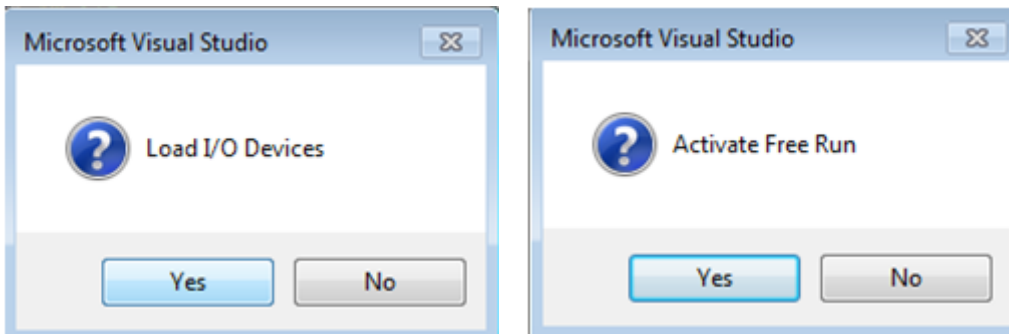 Microsoft Visual Studio
Load I/O Devices
Yes No
Microsoft Visual Studio
Activate Free Run
Yes No